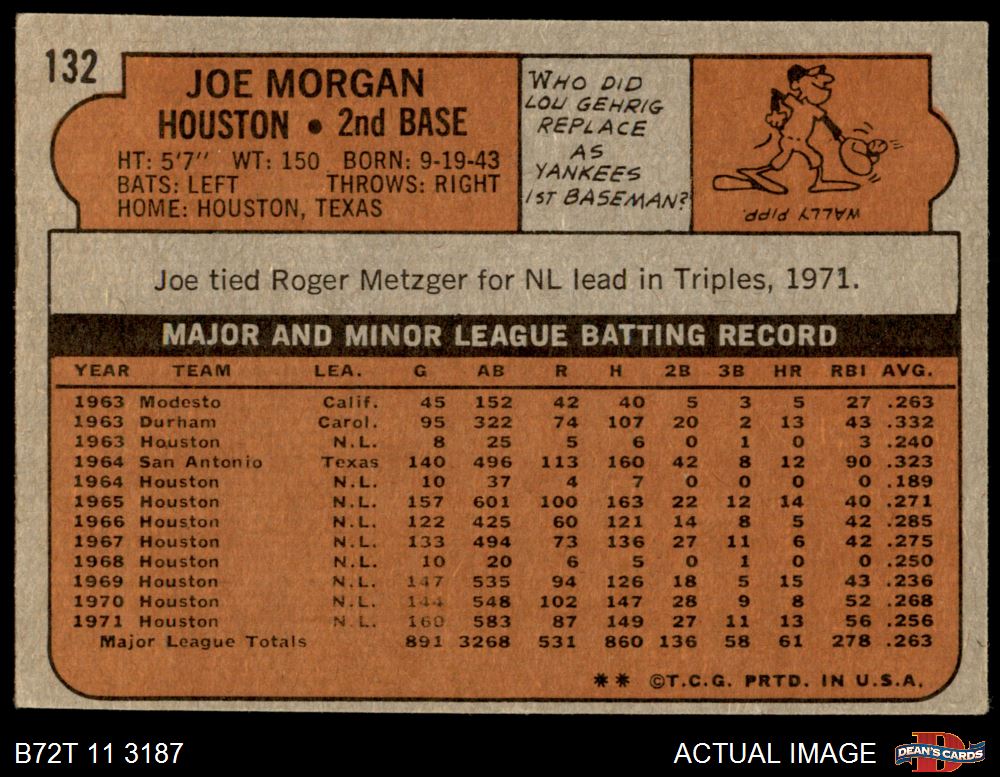 132
JOE MORGAN
HOUSTON • 2nd BASE
HT: 5'7" WT: 150 BORN: 9-19-43
BATS: LEFT THROWS: RIGHT
HOME: HOUSTON, TEXAS
WHO DID
LOU GEHRIG
REPLACE
AS
YANKEES
1ST BASEMAN?
WALLY PIPP.
Joe tied Roger Metzger for NL lead in Triples, 1971.
MAJOR AND MINOR LEAGUE BATTING RECORD
YEAR TEAM LEA. G AB R H 2B 3B HR RBI AVG.
1963 Modesto Calif. 45 152 42 40 5 3 5 27 .263
1963 Durham Carol. 95 322 74 107 20 2 13 43 .332
1963 Houston N.L. 8 25 5 6 0 1 0 3 .240
1964 San Antonio Texas 140 496 113 160 42 8 12 90 .323
1964 Houston N.L. 10 37 4 7 0 0 0 0 .189
1965 Houston N.L. 157 601 100 163 22 12 14 40 .271
1966 Houston N.L. 122 425 60 121 14 8 5 42 .285
1967 Houston N.L. 133 494 73 136 27 11 6 42 .275
1968 Houston N.L. 10 20 6 5 0 1 0 0 .250
1969 Houston N.L. 147 535 94 126 18 5 15 43 .236
1970 Houston N.L. 144 548 102 147 28 9 8 52 .268
1971 Houston N.L. 160 583 87 149 27 11 13 56 .256
Major League Totals 891 3268 531 860 136 58 61 278 .263
** ©T.C.G. PRTD. IN U.S.A.
B72T 11 3187
ACTUAL IMAGE
D
DEAN'S CARDS